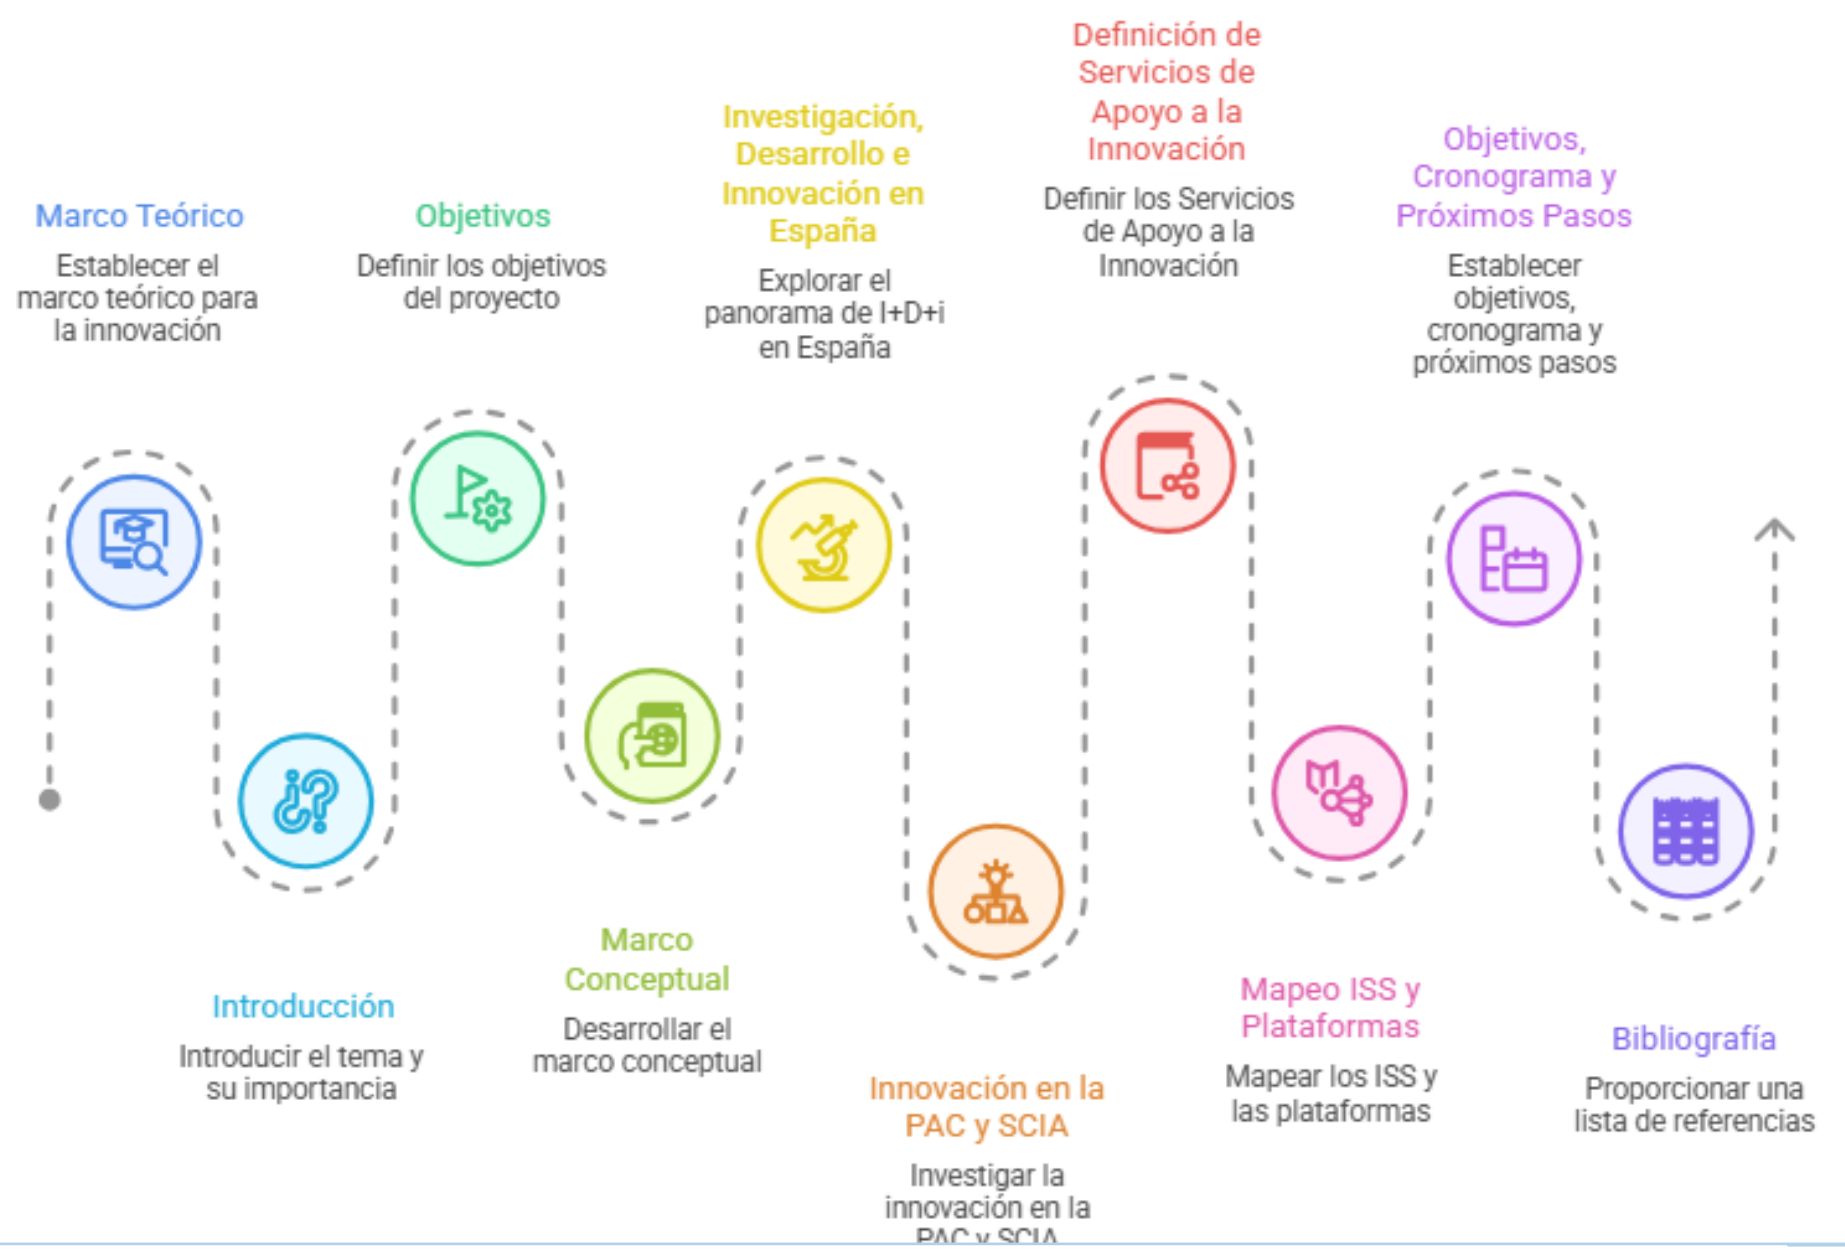 Marco Teórico
Establecer el
marco teórico para
la innovación
Introducción
Introducir el tema y
su importancia
Objetivos
Definir los objetivos
del proyecto
Marco
Conceptual
Desarrollar el
marco conceptual
Investigación,
Desarrollo e
Innovación en
España
Explorar el
panorama de I+D+i
en España
Innovación en la
PAC y SCIA
Investigar la
innovación en la
PAC y SCIA
Definición de
Servicios de
Apoyo a la
Innovación
Definir los Servicios
de Apoyo a la
Innovación
Mapeo ISS y
Plataformas
Mapear los ISS y
las plataformas
Objetivos,
Cronograma y
Próximos Pasos
Establecer
objetivos,
cronograma y
próximos pasos
Bibliografía
Proporcionar una
lista de referencias